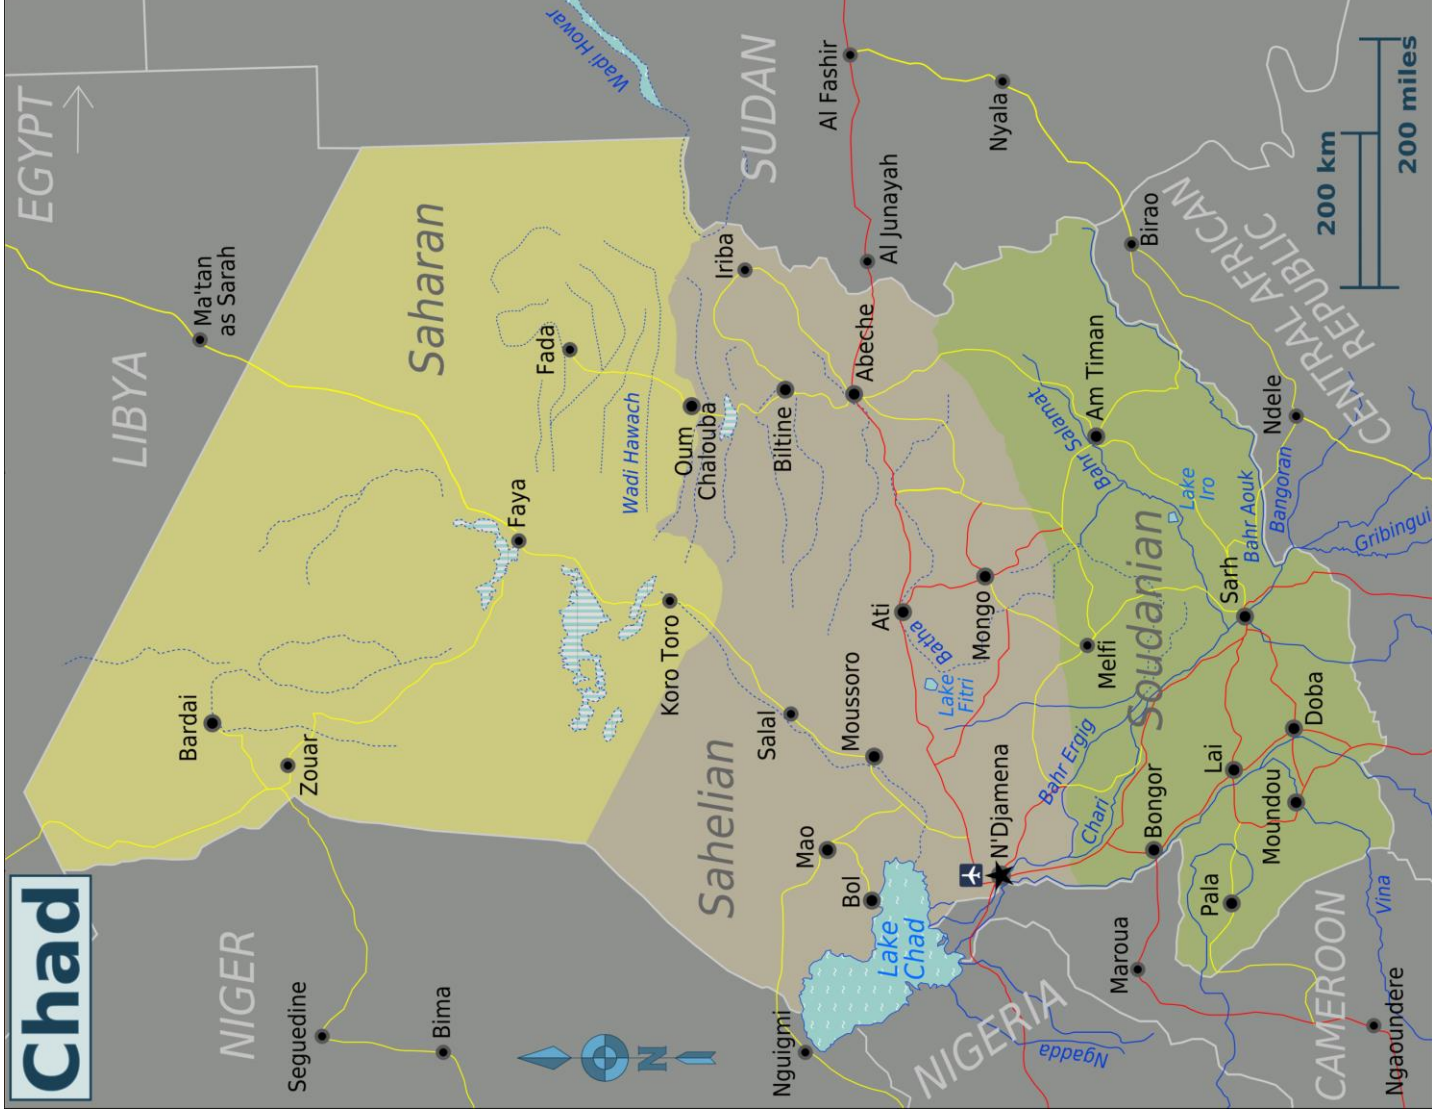 Chad
EGYPT
LIBYA
Ma'tan
as Sarah
NIGER
Seguedine
Bima
Bardai
Zouar
Saharan
Faya
Fada
Wadi Howar
Wadi Hawach
Koro Toro
Oum
Chalouba
SUDAN
Iriba
Biltine
Sahelian
Salal
Moussoro
Mao
Bol
Nguigmi
Lake
Chad
Abeche
Al Junayah
Al Fashir
Nyala
Ati
Batha
Lake
Fitri
Mongo
N'Djamena
N
NIGERIA
Ngadda
Melfi
Bahr Ergig
Chari
Soudanian
Am Timan
Bahr Salamat
Lake
Iro
Birao
CENTRAL AFRICAN
REPUBLIC
Ndele
Bahr Aouk
Bangoran
Gribingui
Sarh
Bongor
Lai
Doba
Moundou
Pala
Maroua
CAMEROON
Vina
Ngaoundere
200 km
200 miles